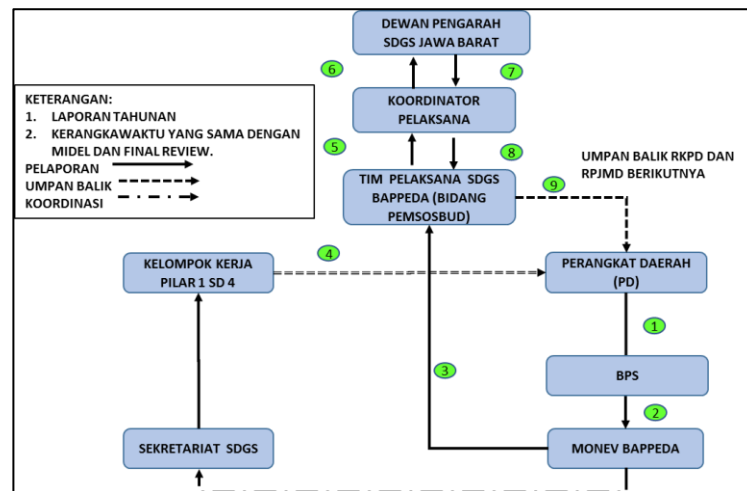 DEWAN PENGARAH
SDGS JAWA BARAT
6
7
KETERANGAN:
1. LAPORAN TAHUNAN
2. KERANGKAWAKTU YANG SAMA DENGAN
MIDEL DAN FINAL REVIEW.
PELAPORAN
UMPAN BALIK
KOORDINASI
KOORDINATOR
PELAKSANA
5
8
UMPAN BALIK RKPD DAN
RPJMD BERIKUTNYA
TIM PELAKSANA SDGS
BAPPEDA (BIDANG
PEMSOSBUD)
9
KELOMPOK KERJA
PILAR 1 SD 4
4
PERANGKAT DAERAH
(PD)
1
3
BPS
2
SEKRETARIAT SDGS
MONEV BAPPEDA